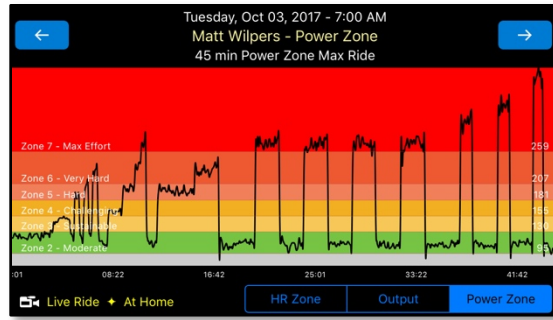 Tuesday, Oct 03, 2017 - 7:00 AM
←
Matt Wilpers - Power Zone
→
45 min Power Zone Max Ride
Zone 7 - Max Effort 259
Zone 6 - Very Hard 207
Zone 5 - Hard 181
Zone 4 - Challenging 155
Zone 3 - Sustainable 130
Zone 2 - Moderate 95
:01 08:22 16:42 25:01 33:22 41:42
Live Ride ✦ At Home
HR Zone Output Power Zone